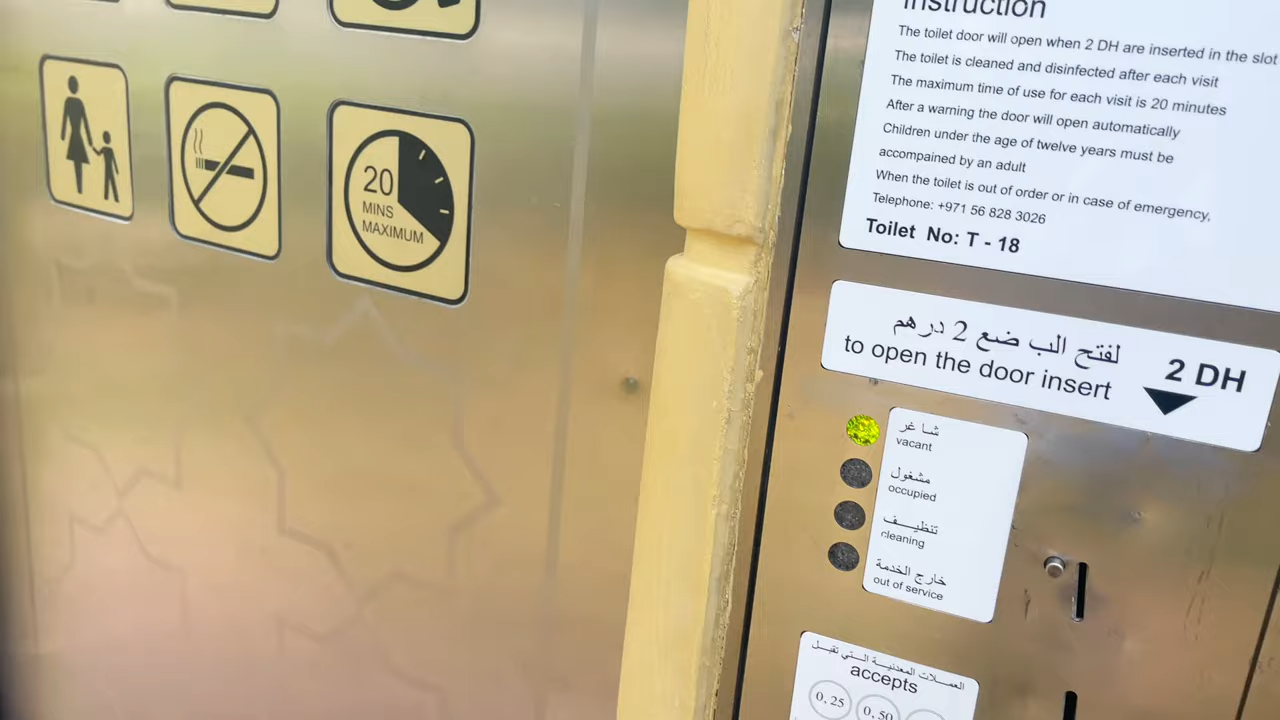 20
MINS
MAXIMUM
Instruction
The toilet door will open when 2 DH are inserted in the slot
The toilet is cleaned and disinfected after each visit
The maximum time of use for each visit is 20 minutes
After a warning the door will open automatically
Children under the age of twelve years must be
accompained by an adult
When the toilet is out of order or in case of emergency,
Telephone: +971 56 828 3026
Toilet No: T - 18
لفتح الب ضع 2 درهم
to open the door insert
2 DH
شاغر
vacant
مشغول
occupied
تنظيف
cleaning
خارج الخدمة
out of service
العملات المعدنية التي تقبل
accepts
0, 25
0, 50